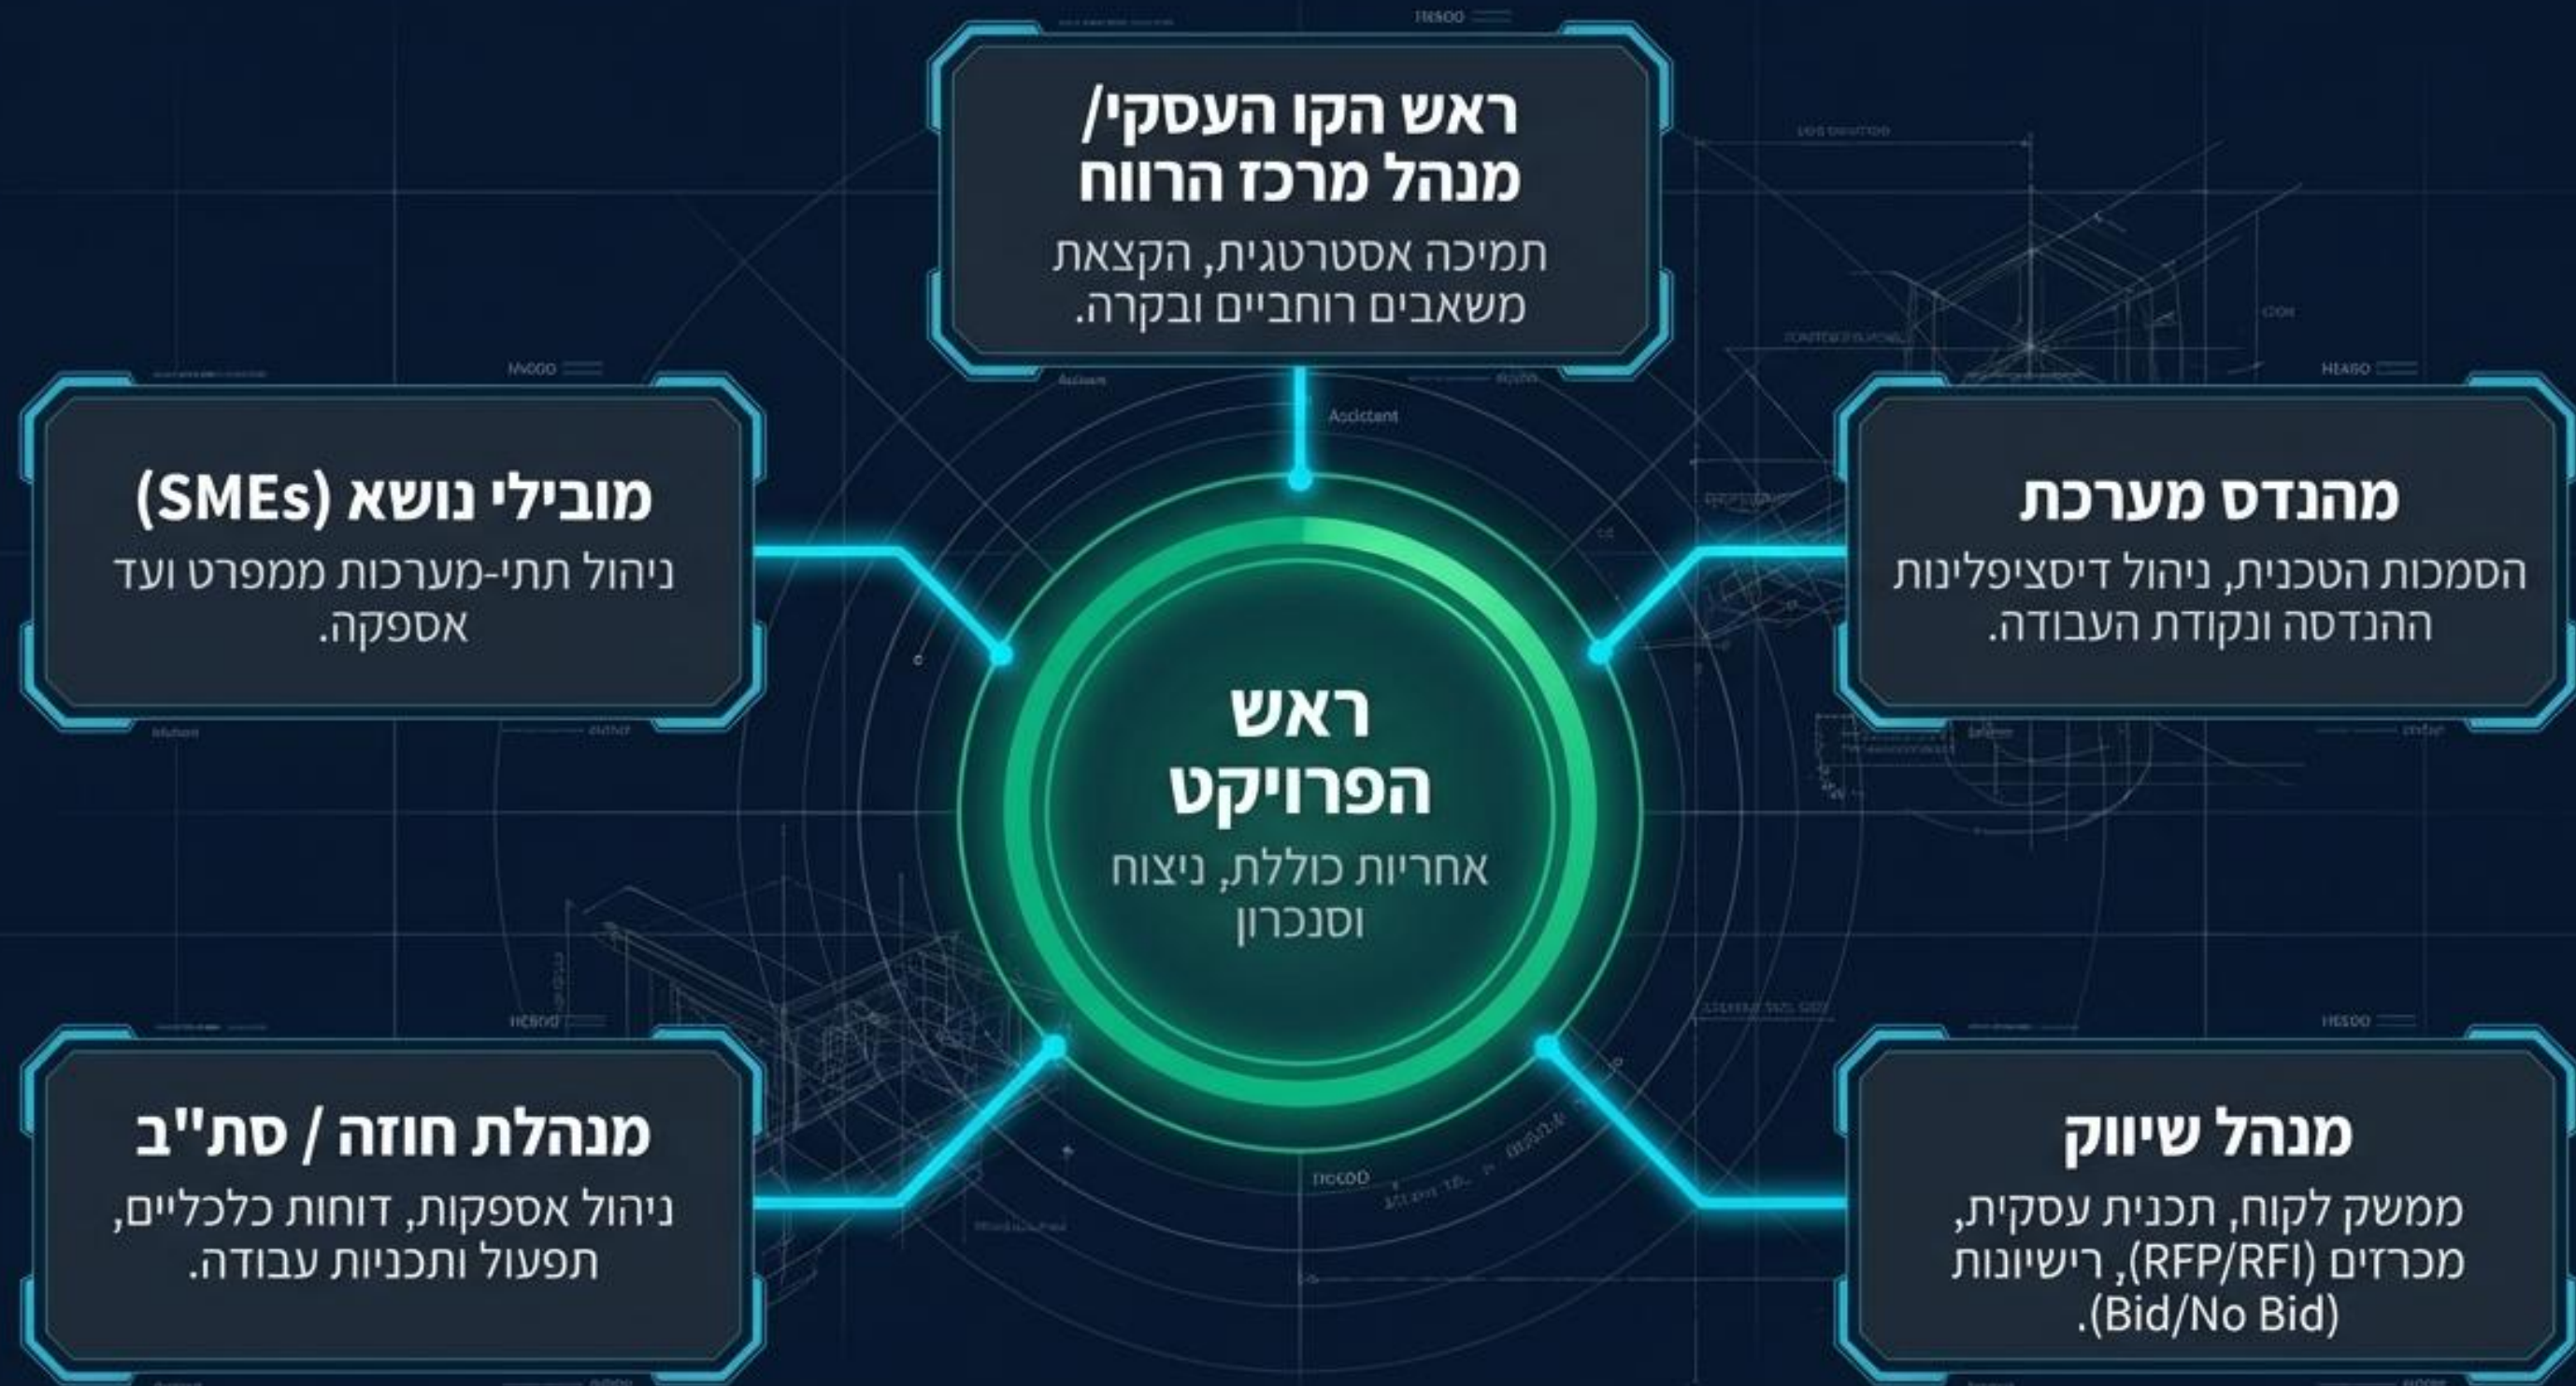 ראש הקו העסקי/
מנהל מרכז הרווח
תמיכה אסטרטגית, הקצאת
משאבים רוחביים ובקרה.
מהנדס מערכת
הסמכות הטכנית, ניהול דיסציפלינות
ההנדסה ונקודת העבודה.
מובילי נושא (SMEs)
ניהול תתי-מערכות ממפרט ועד
אספקה.
ראש
הפרויקט
אחריות כוללת, ניצוח
וסנכרון
מנהל שיווק
ממשק לקוח, תכנית עסקית,
מכרזים (RFP/RFI), רישיונות
(Bid/No Bid).
מנהלת חוזה / סת"ב
ניהול אספקות, דוחות כלכליים,
תפעול ותכניות עבודה.
Assistant